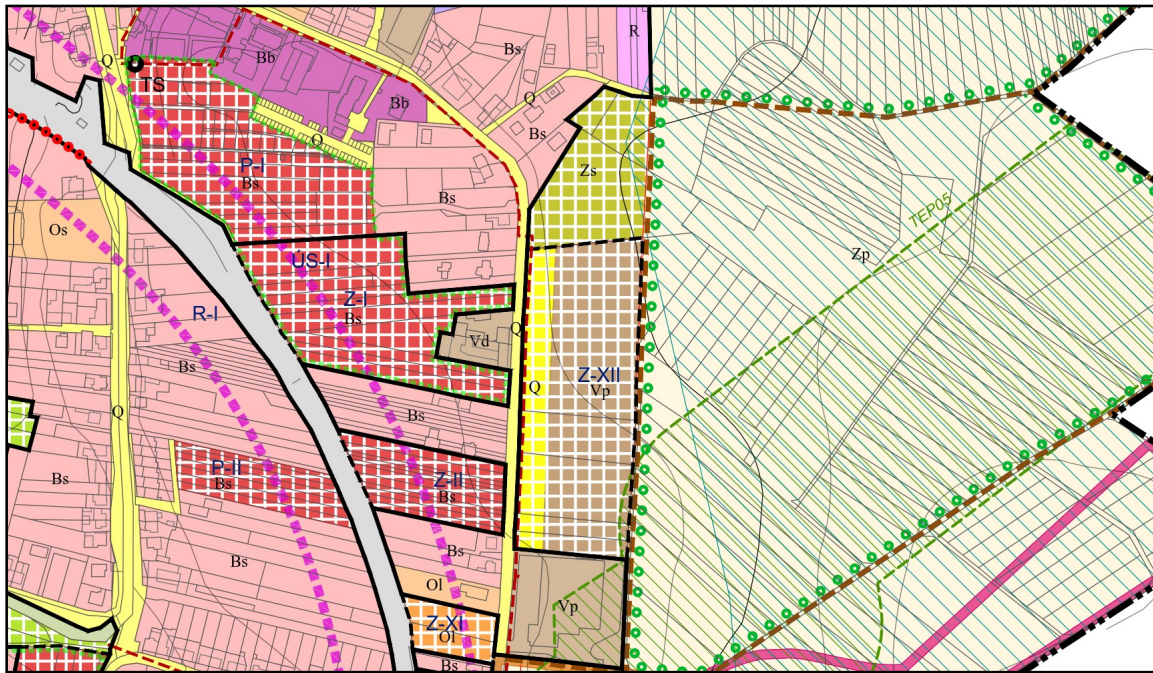 R
Bs
Bb
Q
TS
Bb
Q
Bs
Q
Zs
P-I
Bs
Bs
TEP05
Os
Zp
ÚS-I
Z-I
Bs
R-I
Q
Vd
Bs
Z-XII
Vp
Q
Q
Bs
P-II
Bs
Z-II
Bs
Bs
Bs
Bs
Ol
Vp
Z-XI
Ol
Bs